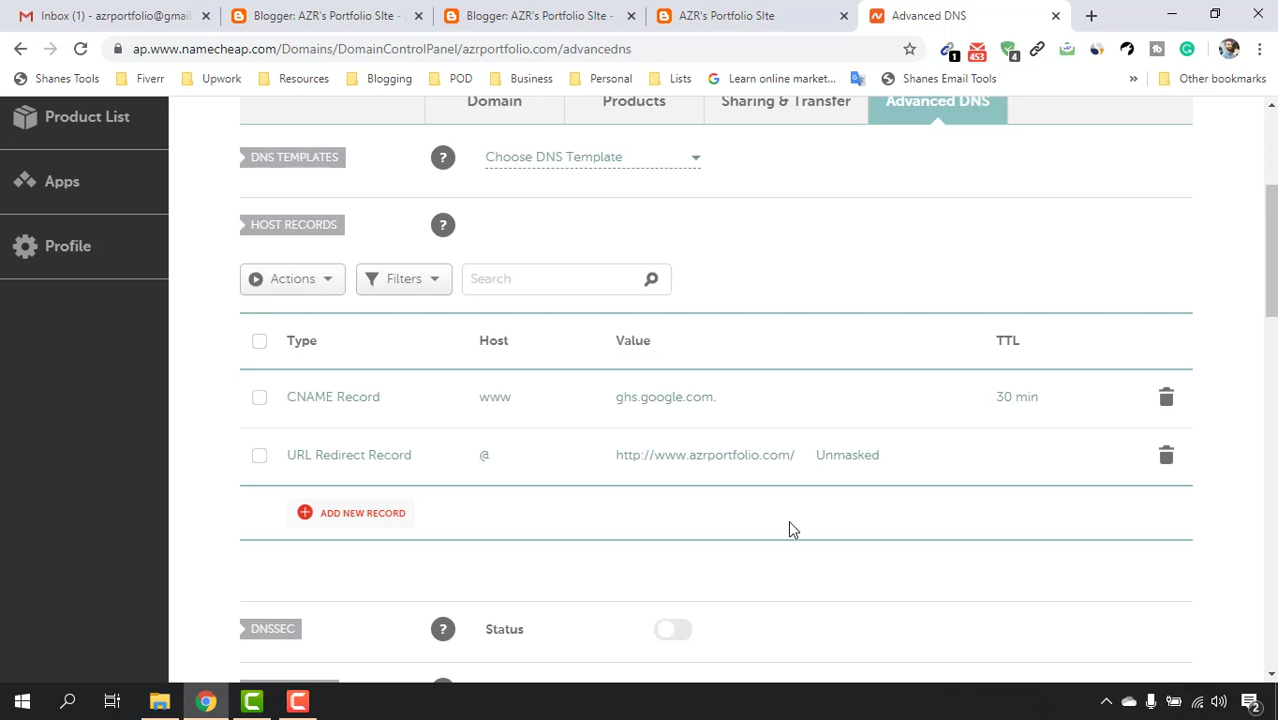 Inbox (1) - azrportfolio@gmai
Blogger: AZR's Portfolio SIte -
Blogger: AZR's Portfolio SIte -
AZR's Portfolio SIte
Advanced DNS
ap.www.namecheap.com/Domains/DomainControlPanel/azrportfolio.com/advancedns
1
453
4
Shanes Tools
Fiverr
Upwork
Resources
Blogging
POD
Business
Personal
Lists
Learn online market...
Shanes Email Tools
»
Other bookmarks
Product List
Apps
Profile
Domain
Products
Sharing & Transfer
Advanced DNS
DNS TEMPLATES
?
Choose DNS Template
HOST RECORDS
?
Actions
Filters
Search
Type
Host
Value
TTL
CNAME Record
www
ghs.google.com.
30 min
URL Redirect Record
@
http://www.azrportfolio.com/
Unmasked
ADD NEW RECORD
DNSSEC
?
Status
2